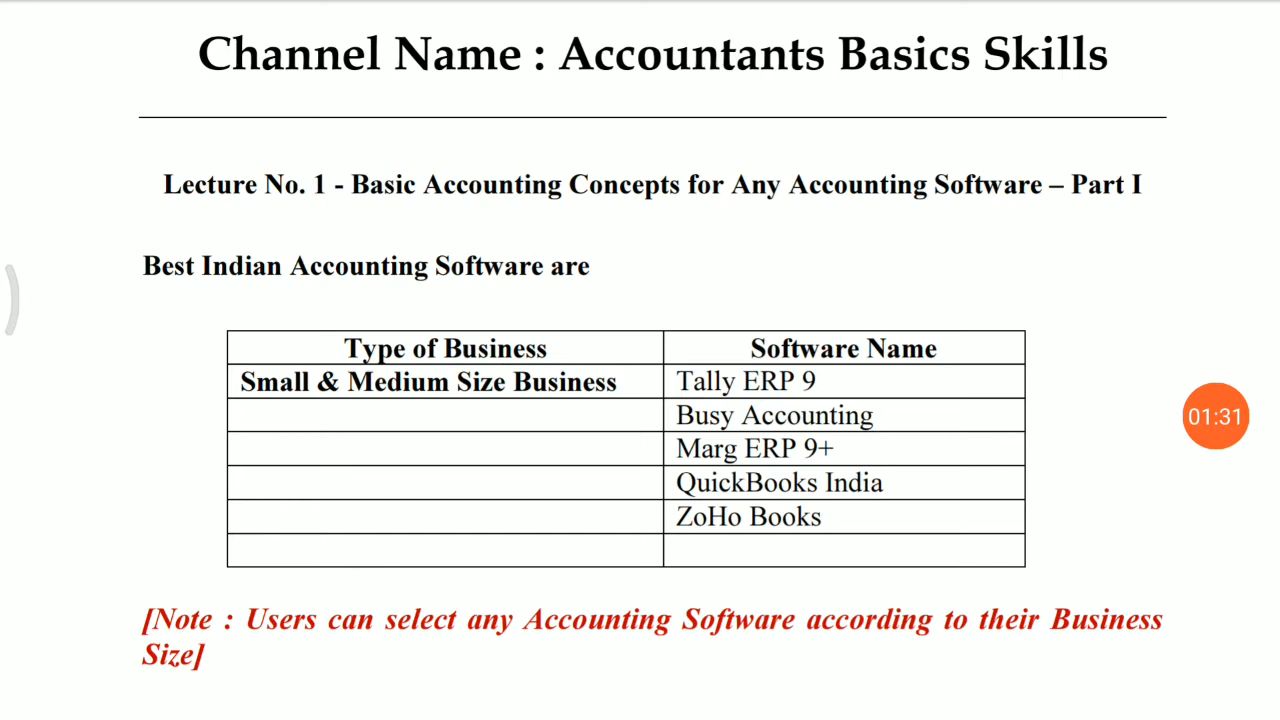 Channel Name : Accountants Basics Skills
Lecture No. 1 - Basic Accounting Concepts for Any Accounting Software – Part I
Best Indian Accounting Software are
Type of Business Software Name
Small & Medium Size Business Tally ERP 9
Busy Accounting
Marg ERP 9+
QuickBooks India
ZoHo Books
01:31
[Note : Users can select any Accounting Software according to their Business
Size]